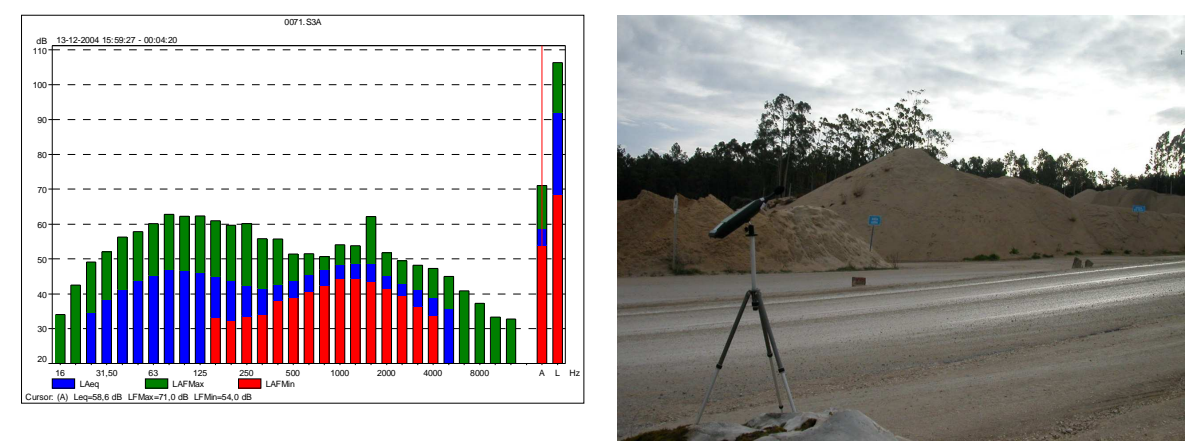 0071.S3A
dB 13-12-2004 15:59:27 - 00:04:20
110
100
90
80
70
60
50
40
30
20
16 31,50 63 125 250 500 1000 2000 4000 8000 A L Hz
LAeq LAFMax LAFMin
Cursor: (A) Leq=58,6 dB LFMax=71,0 dB LFMin=54,0 dB